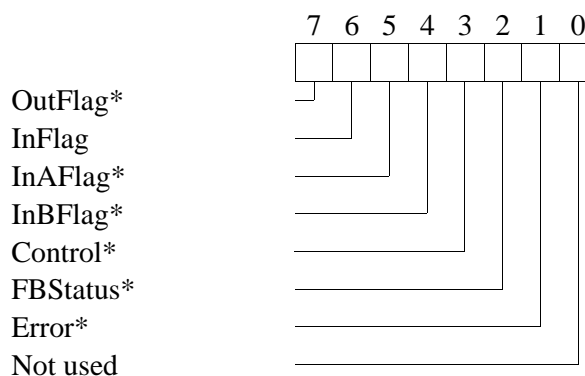 7 6 5 4 3 2 1 0
OutFlag*
InFlag
InAFlag*
InBFlag*
Control*
FBStatus*
Error*
Not used